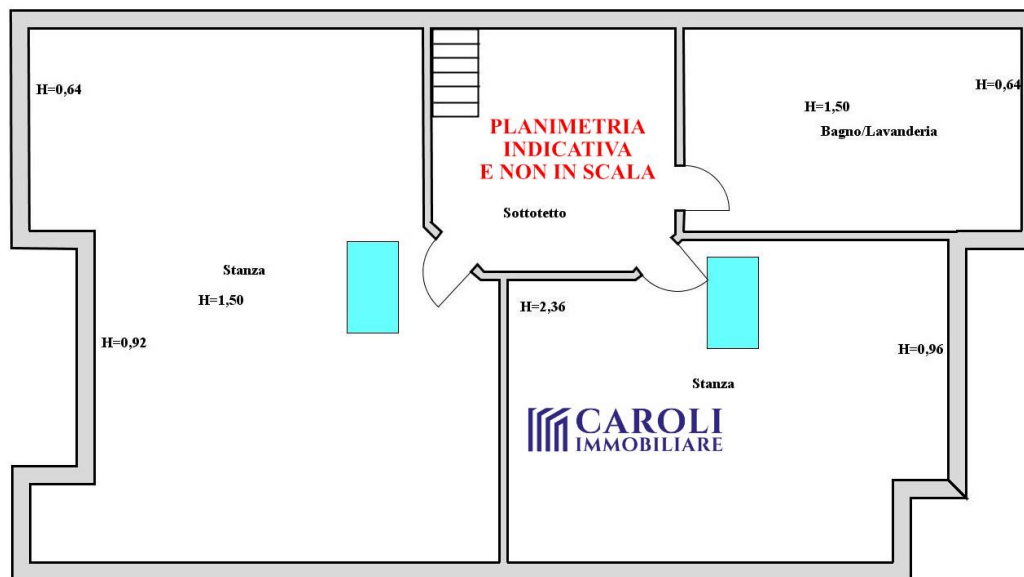 H=0,64
H=0,64
H=1,50
Bagno/Lavanderia
PLANIMETRIA
INDICATIVA
E NON IN SCALA
Sottotetto
Stanza
H=1,50
H=2,36
H=0,92
H=0,96
Stanza
CAROLI
IMMOBILIARE